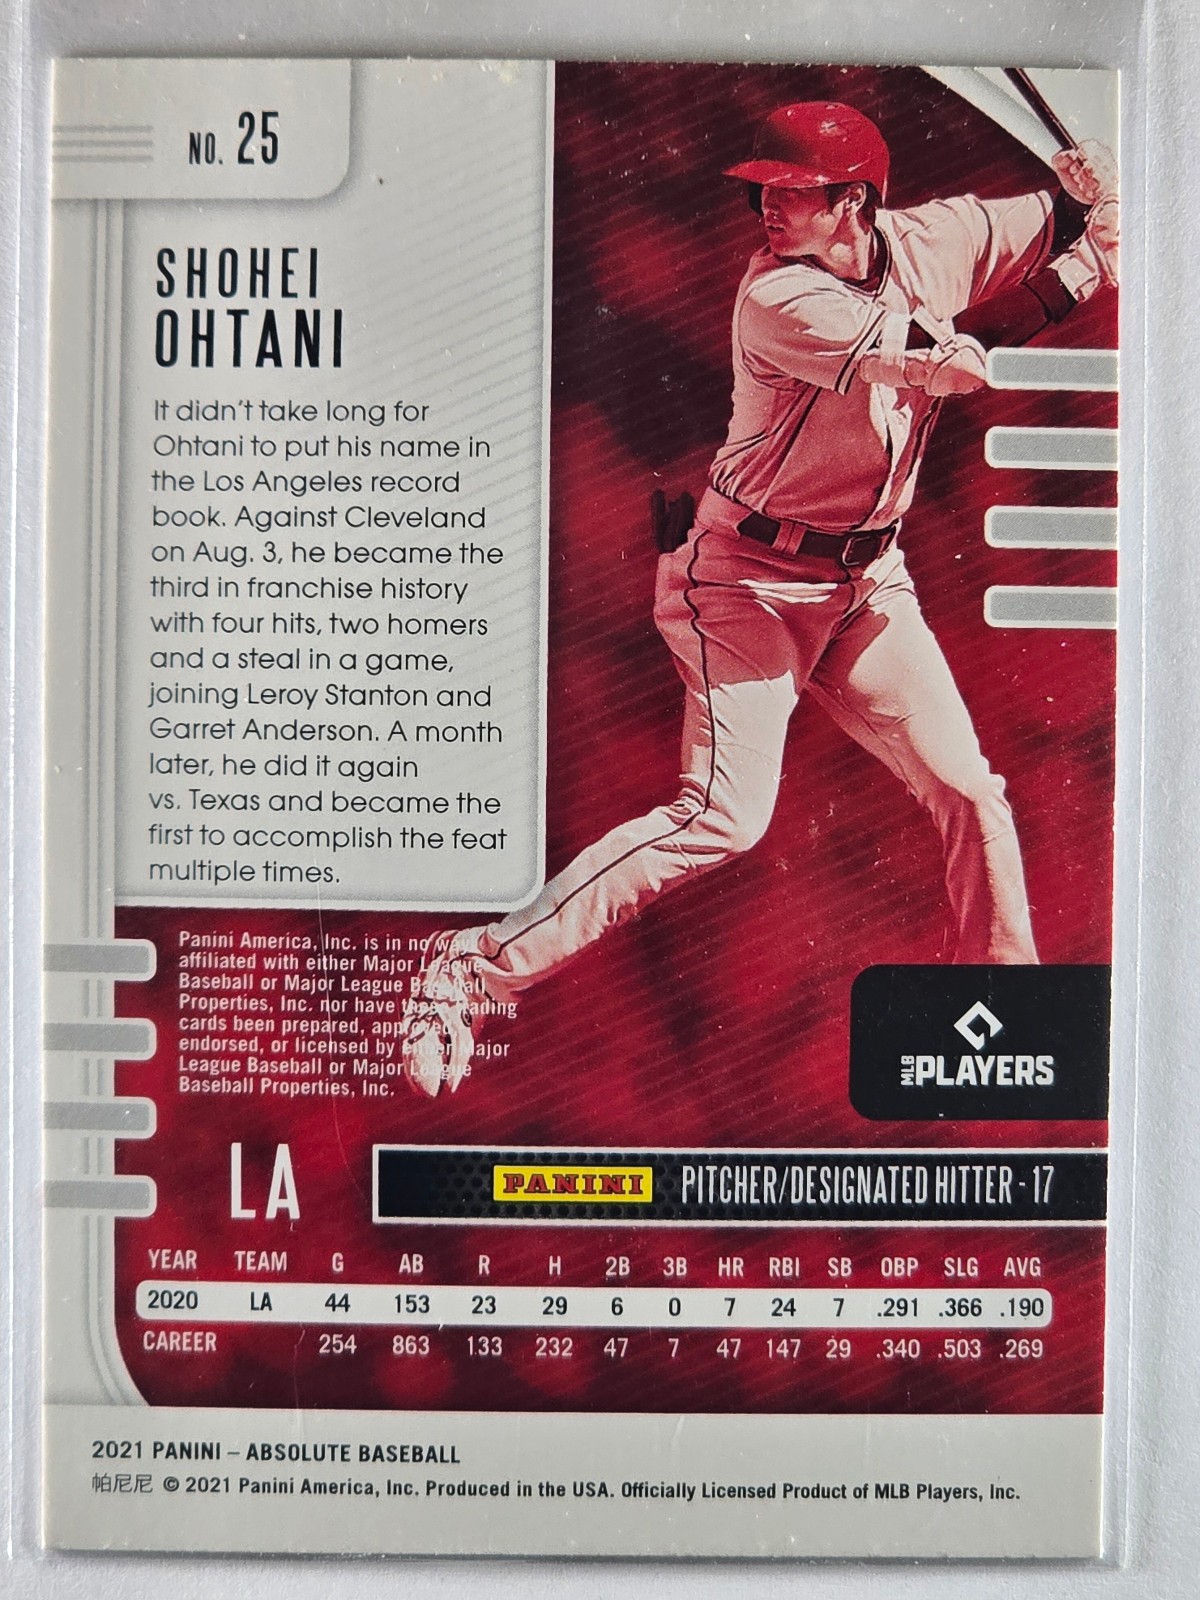 NO. 25
SHOHEI
OHTANI
It didn't take long for
Ohtani to put his name in
the Los Angeles record
book. Against Cleveland
on Aug. 3, he became the
third in franchise history
with four hits, two homers
and a steal in a game,
joining Leroy Stanton and
Garret Anderson. A month
later, he did it again
vs. Texas and became the
first to accomplish the feat
multiple times.
Panini America, Inc. is in no way
affiliated with either Major League
Baseball or Major League Baseball
Properties, Inc. nor have these trading
cards been prepared, approved,
endorsed, or licensed by either Major
League Baseball or Major League
Baseball Properties, Inc.
MLB PLAYERS
LA
PANINI PITCHER/DESIGNATED HITTER - 17
YEAR TEAM G AB R H 2B 3B HR RBI SB OBP SLG AVG
2020 LA 44 153 23 29 6 0 7 24 7 .291 .366 .190
CAREER 254 863 133 232 47 7 47 147 29 .340 .503 .269
2021 PANINI – ABSOLUTE BASEBALL
帕尼尼 © 2021 Panini America, Inc. Produced in the USA. Officially Licensed Product of MLB Players, Inc.